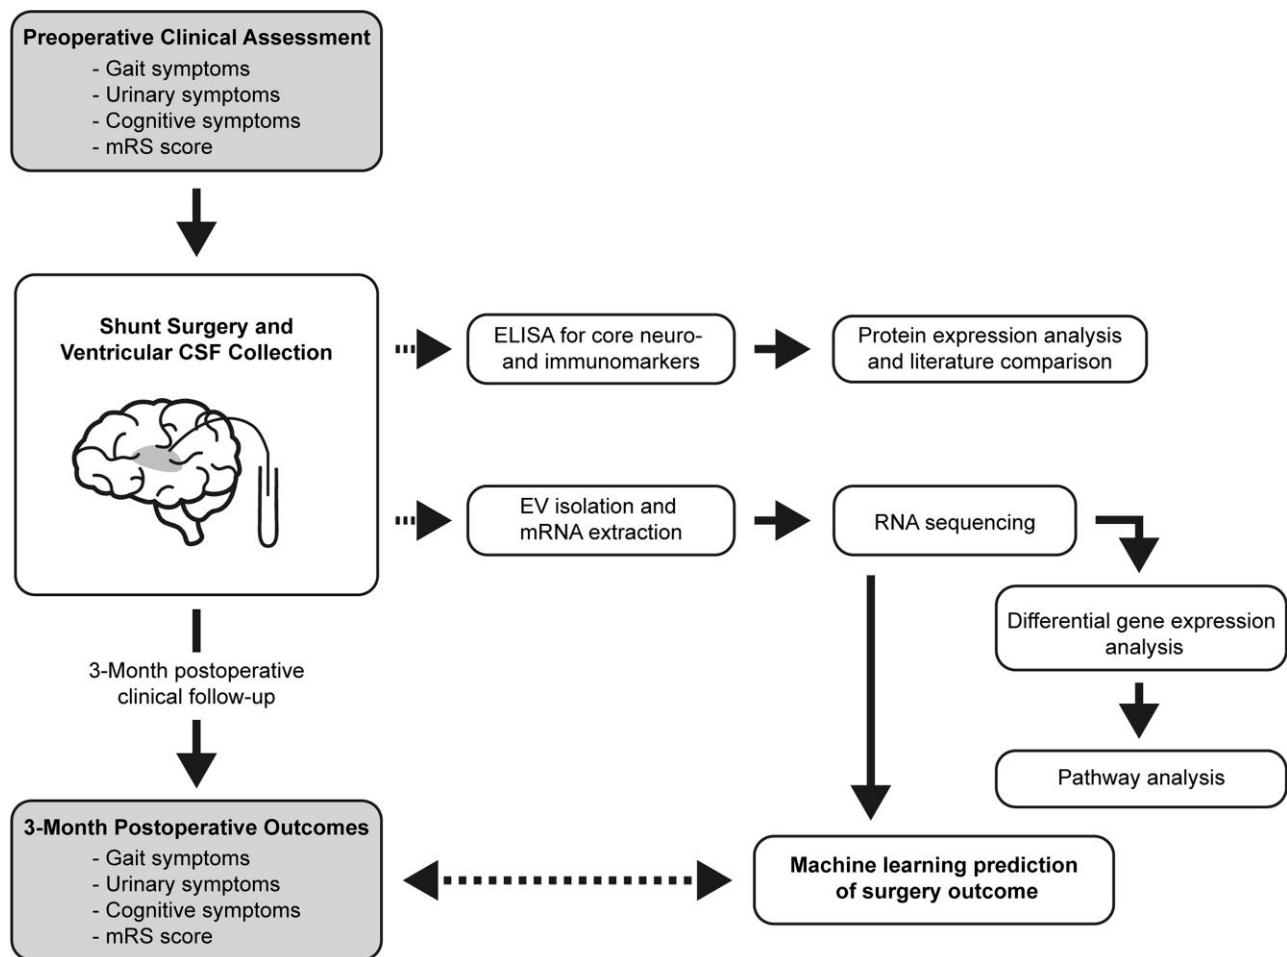 Preoperative Clinical Assessment
- Gait symptoms
- Urinary symptoms
- Cognitive symptoms
- mRS score
Shunt Surgery and
Ventricular CSF Collection
ELISA for core neuro-
and immunomarkers
Protein expression analysis
and literature comparison
EV isolation and
mRNA extraction
RNA sequencing
Differential gene expression
analysis
Pathway analysis
3-Month postoperative
clinical follow-up
3-Month Postoperative Outcomes
- Gait symptoms
- Urinary symptoms
- Cognitive symptoms
- mRS score
Machine learning prediction
of surgery outcome